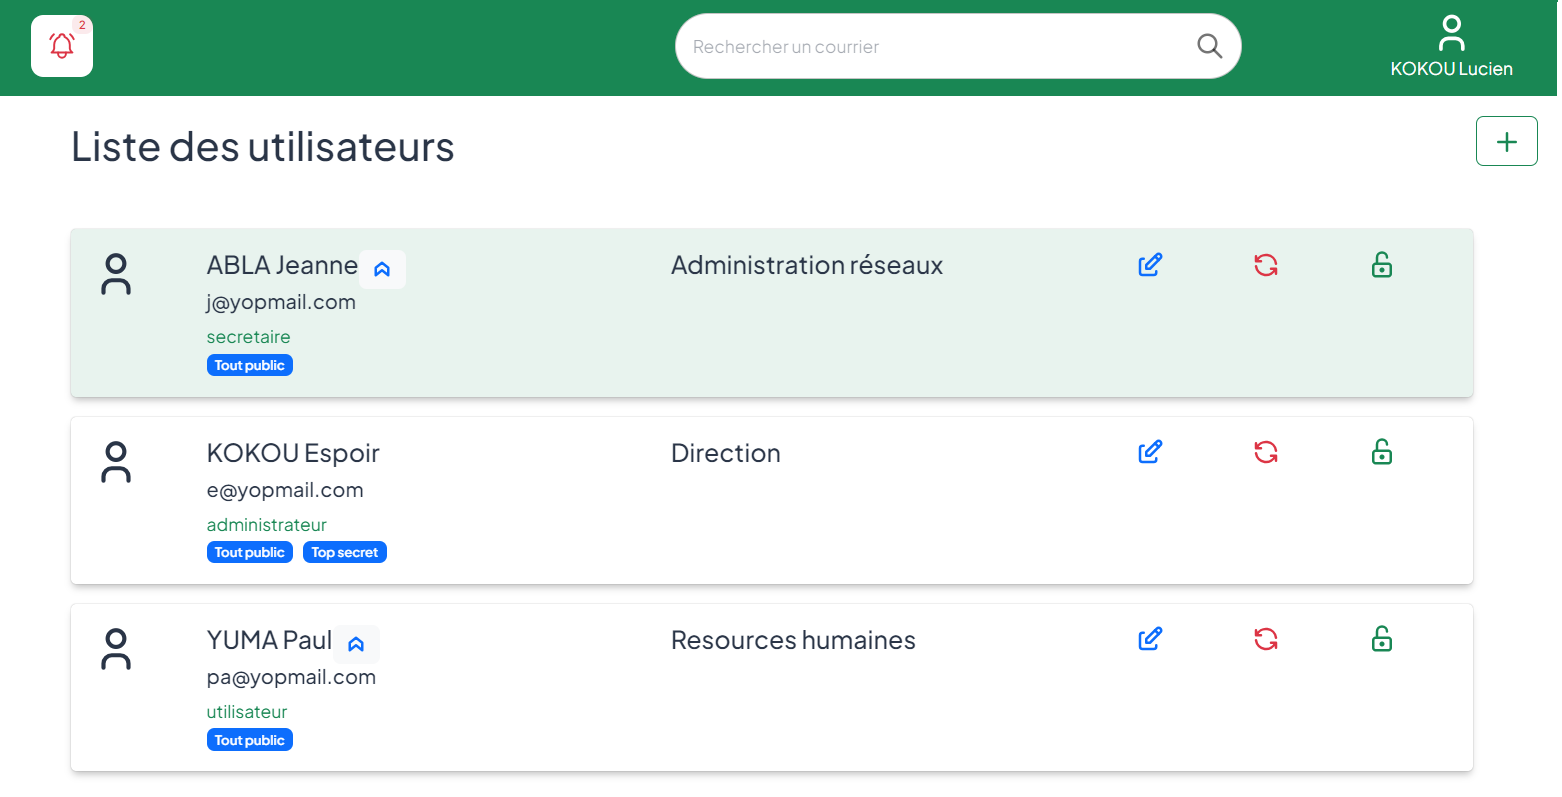 2
Rechercher un courrier
KOKOU Lucien
Liste des utilisateurs
ABLA Jeanne
Administration réseaux
j@yopmail.com
secretaire
Tout public
KOKOU Espoir
Direction
e@yopmail.com
administrateur
Tout public Top secret
YUMA Paul
Resources humaines
pa@yopmail.com
utilisateur
Tout public